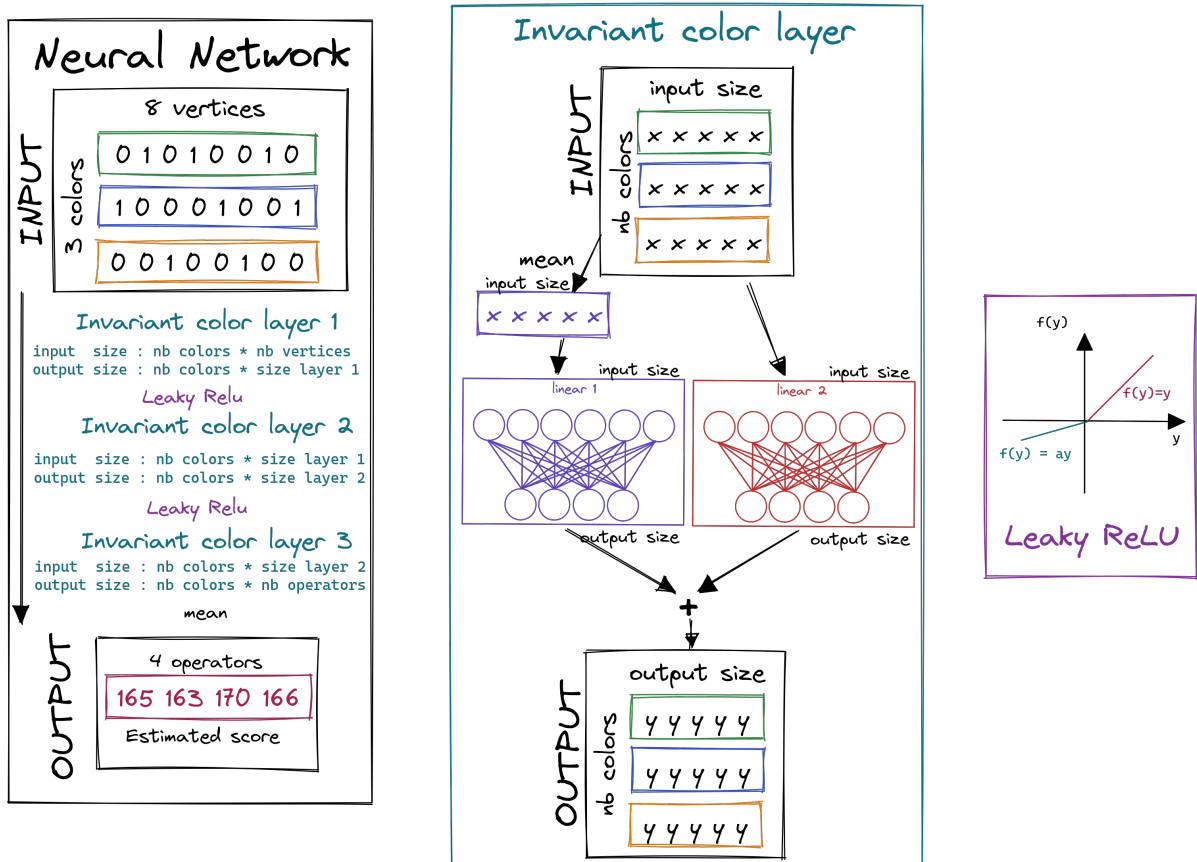 Neural Network
INPUT
8 vertices
3 colors
0 1 0 1 0 0 1 0
1 0 0 0 1 0 0 1
0 0 1 0 0 1 0 0
Invariant color layer 1
input  size : nb colors * nb vertices
output size : nb colors * size layer 1
Leaky Relu
Invariant color layer 2
input  size : nb colors * size layer 1
output size : nb colors * size layer 2
Leaky Relu
Invariant color layer 3
input  size : nb colors * size layer 2
output size : nb colors * nb operators
mean
OUTPUT
4 operators
165 163 170 166
Estimated score
Invariant color layer
INPUT
input size
nb colors
x x x x x
x x x x x
x x x x x
mean
input size
x x x x x
input size
linear 1
output size
input size
linear 2
output size
+
OUTPUT
output size
nb colors
y y y y y
y y y y y
y y y y y
f(y)
f(y)=y
y
f(y) = ay
Leaky ReLU